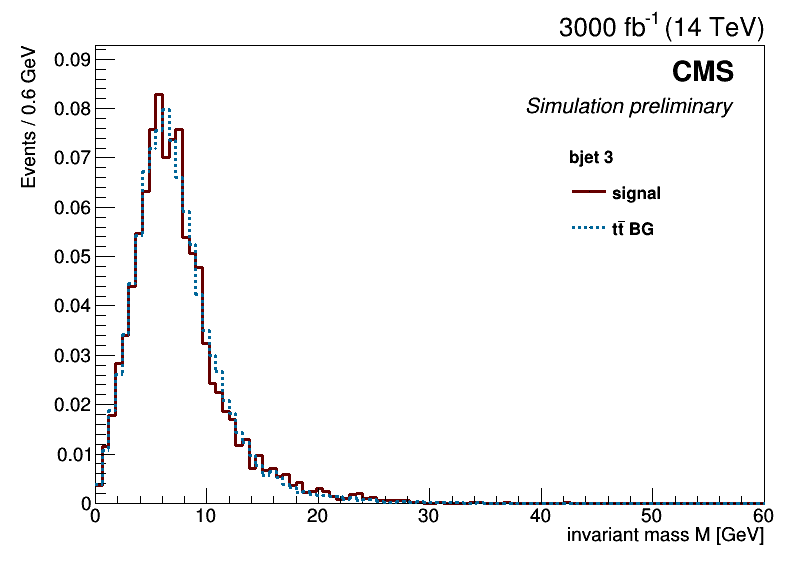 3000 fb⁻¹ (14 TeV)
CMS
Simulation preliminary
bjet 3
signal
tt̄ BG
Events / 0.6 GeV
0.09
0.08
0.07
0.06
0.05
0.04
0.03
0.02
0.01
0
0 10 20 30 40 50 60
invariant mass M [GeV]